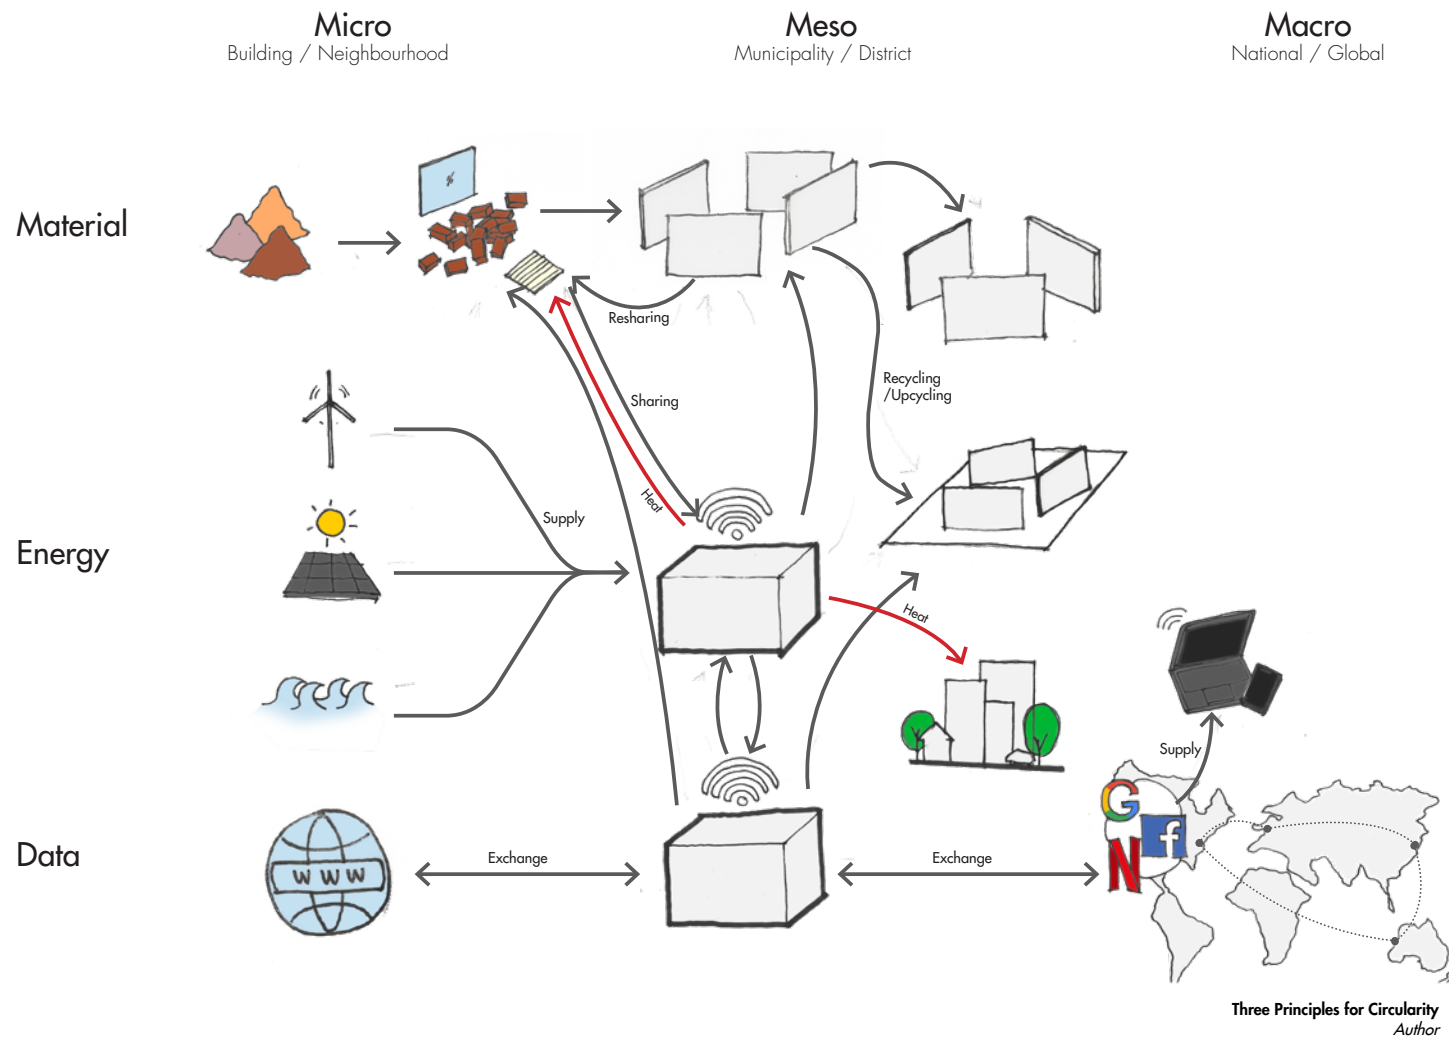 Micro
Building / Neighbourhood
Meso
Municipality / District
Macro
National / Global
Material
Resharing
Sharing
Recycling
/Upcycling
Heat
Supply
Energy
Heat
Supply
G
f
N
Data
WWW
Exchange
Exchange
Three Principles for Circularity
Author